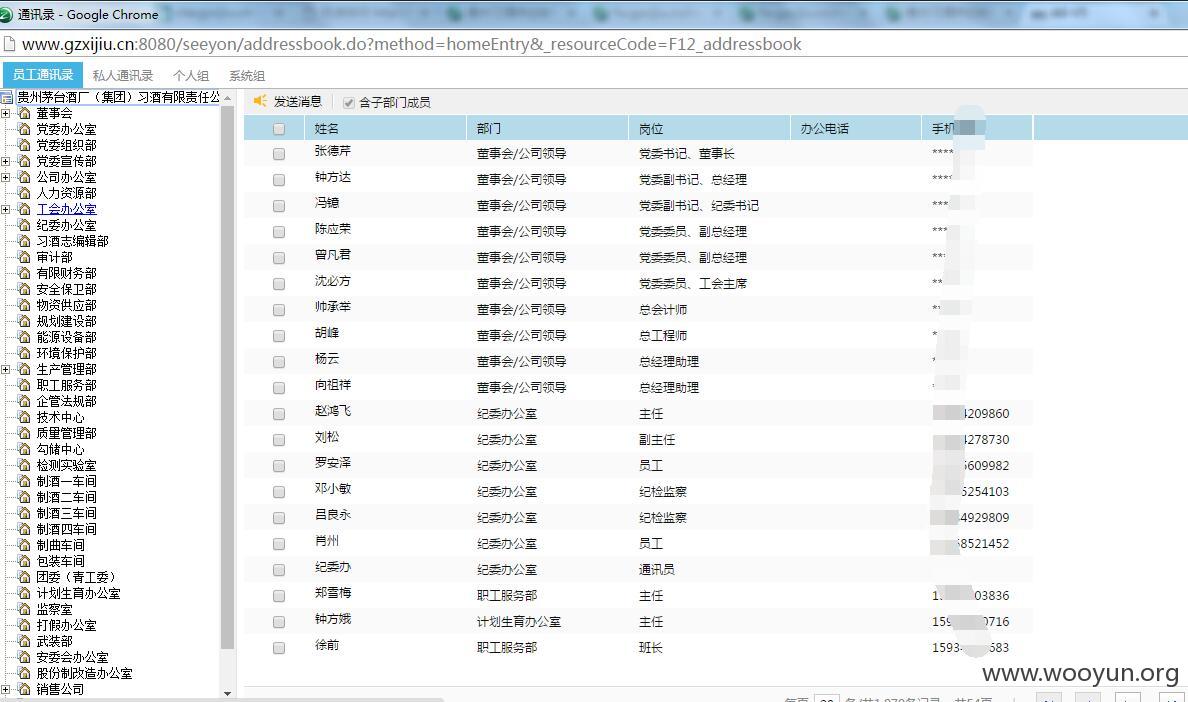 通讯录 - Google Chrome
www.gzxijiu.cn:8080/seeyon/addressbook.do?method=homeEntry&_resourceCode=F12_addressbook
员工通讯录 私人通讯录 个人组 系统组
贵州茅台酒厂（集团）习酒有限责任公
董事会
党委办公室
党委组织部
党委宣传部
公司办公室
人力资源部
工会办公室
纪委办公室
习酒志编辑部
审计部
有限财务部
安全保卫部
物资供应部
规划建设部
能源设备部
环境保护部
生产管理部
职工服务部
企管法规部
技术中心
质量管理部
勾储中心
检测实验室
制酒一车间
制酒二车间
制酒三车间
制酒四车间
制曲车间
包装车间
团委（青工委）
计划生育办公室
监察室
打假办公室
武装部
安委会办公室
股份制改造办公室
销售公司
发送消息 含子部门成员
姓名 部门 岗位 办公电话 手机
张德芹 董事会/公司领导 党委书记、董事长 ****
钟方达 董事会/公司领导 党委副书记、总经理 ****
冯镱 董事会/公司领导 党委副书记、纪委书记 ***
陈应荣 董事会/公司领导 党委委员、副总经理 ***
曾凡君 董事会/公司领导 党委委员、副总经理 ***
沈必方 董事会/公司领导 党委委员、工会主席 **
帅承举 董事会/公司领导 总会计师 **
胡峰 董事会/公司领导 总工程师 *
杨云 董事会/公司领导 总经理助理 *
向祖祥 董事会/公司领导 总经理助理 *
赵鸿飞 纪委办公室 主任 4209860
刘松 纪委办公室 副主任 4278730
罗安泽 纪委办公室 员工 5609982
邓小敏 纪委办公室 纪检监察 5254103
吕良永 纪委办公室 纪检监察 4929809
肖州 纪委办公室 员工 58521452
纪委办 纪委办公室 通讯员
郑雪梅 职工服务部 主任 1 03836
钟方娥 计划生育办公室 主任 159 0716
徐前 职工服务部 班长 1593 583
www.wooyun.org